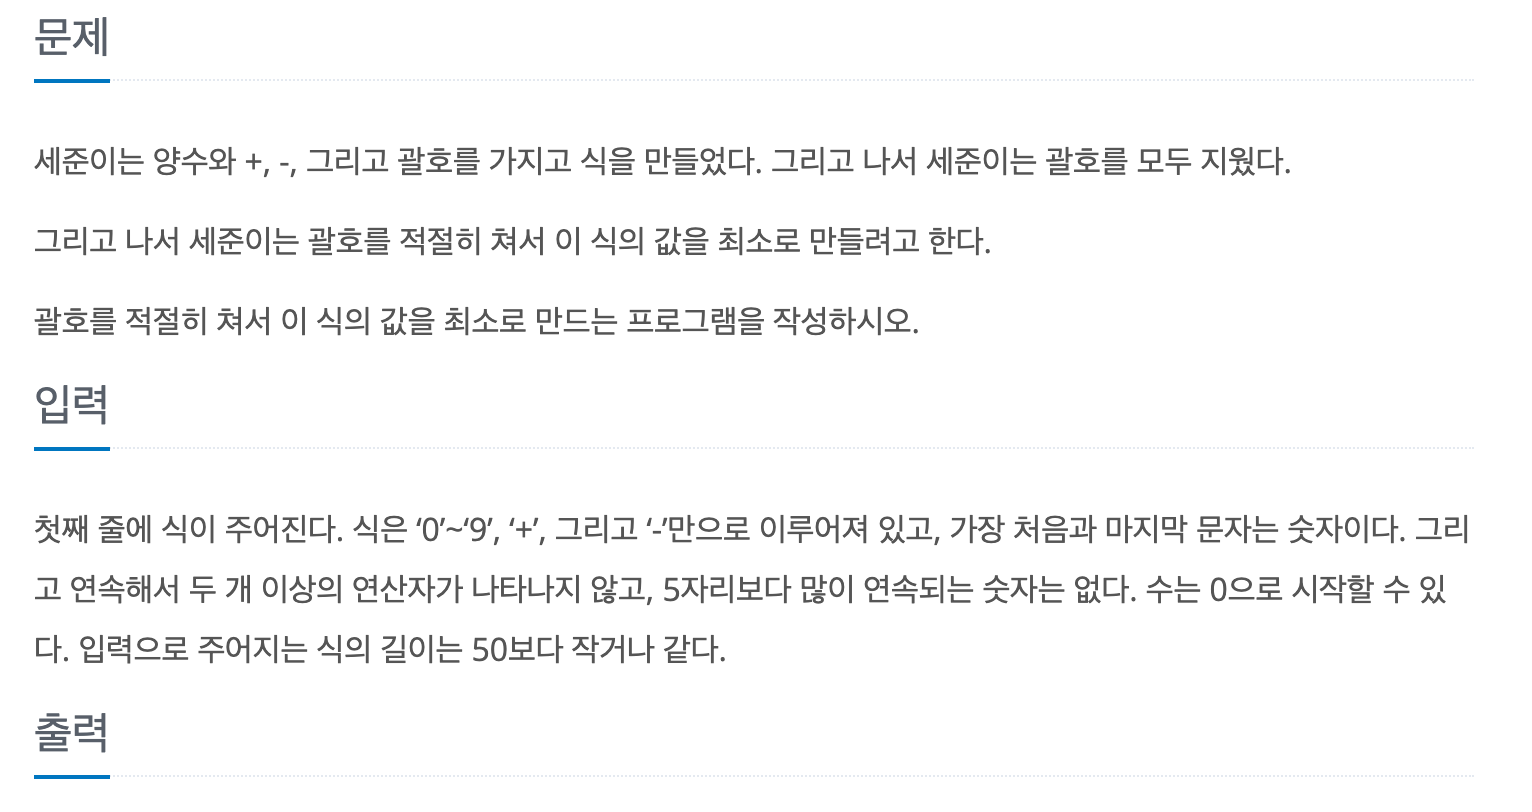 문제
세준이는 양수와 +, -, 그리고 괄호를 가지고 식을 만들었다. 그리고 나서 세준이는 괄호를 모두 지웠다.
그리고 나서 세준이는 괄호를 적절히 쳐서 이 식의 값을 최소로 만들려고 한다.
괄호를 적절히 쳐서 이 식의 값을 최소로 만드는 프로그램을 작성하시오.
입력
첫째 줄에 식이 주어진다. 식은 ‘0’~‘9’, ‘+’, 그리고 ‘-’만으로 이루어져 있고, 가장 처음과 마지막 문자는 숫자이다. 그리
고 연속해서 두 개 이상의 연산자가 나타나지 않고, 5자리보다 많이 연속되는 숫자는 없다. 수는 0으로 시작할 수 있
다. 입력으로 주어지는 식의 길이는 50보다 작거나 같다.
출력